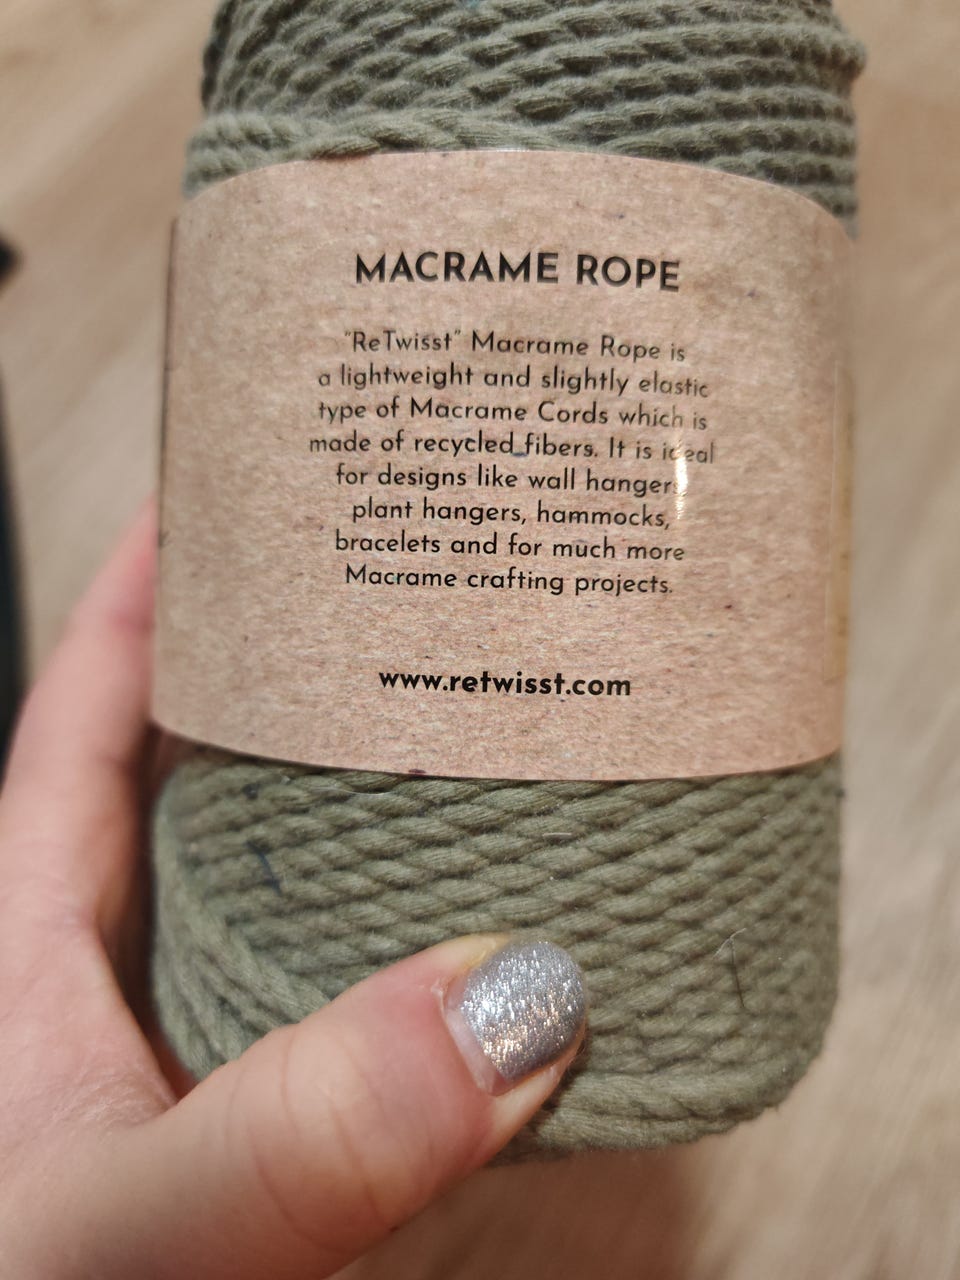 MACRAME ROPE
"ReTwisst" Macrame Rope is
a lightweight and slightly elastic
type of Macrame Cords which is
made of recycled fibers. It is ideal
for designs like wall hangers,
plant hangers, hammocks,
bracelets and for much more
Macrame crafting projects.
www.retwisst.com